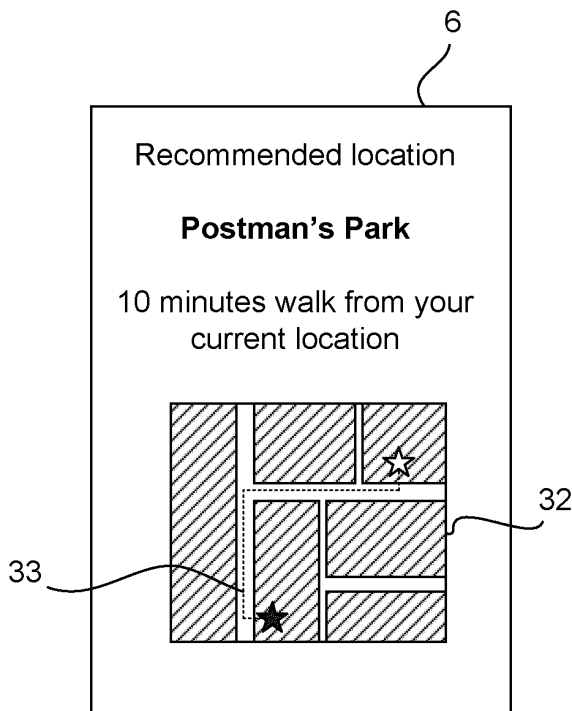 6
Recommended location
Postman's Park
10 minutes walk from your
current location
32
33